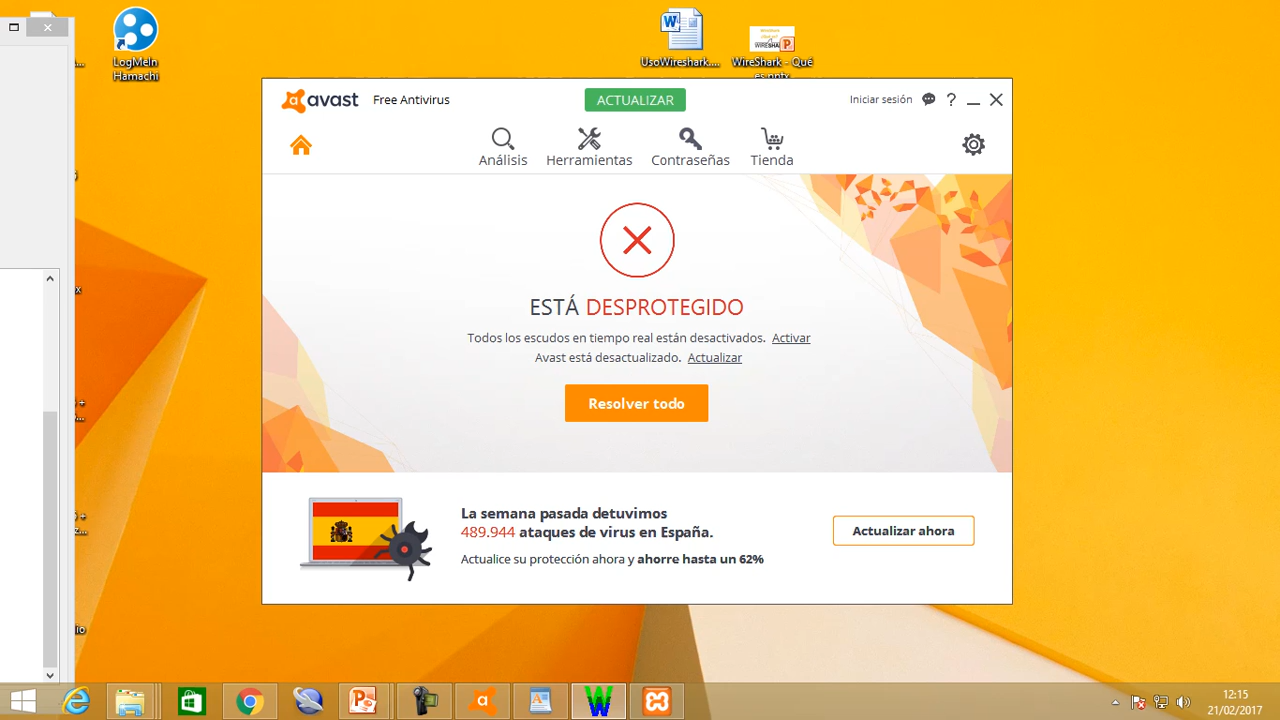 LogMeIn
Hamachi
UsoWireshark....
WireShark - Qué
es.pptx
avast Free Antivirus
ACTUALIZAR
Iniciar sesión
?
Análisis
Herramientas
Contraseñas
Tienda
ESTÁ DESPROTEGIDO
Todos los escudos en tiempo real están desactivados. Activar
Avast está desactualizado. Actualizar
Resolver todo
La semana pasada detuvimos
489.944 ataques de virus en España.
Actualice su protección ahora y ahorre hasta un 62%
Actualizar ahora
12:15
21/02/2017